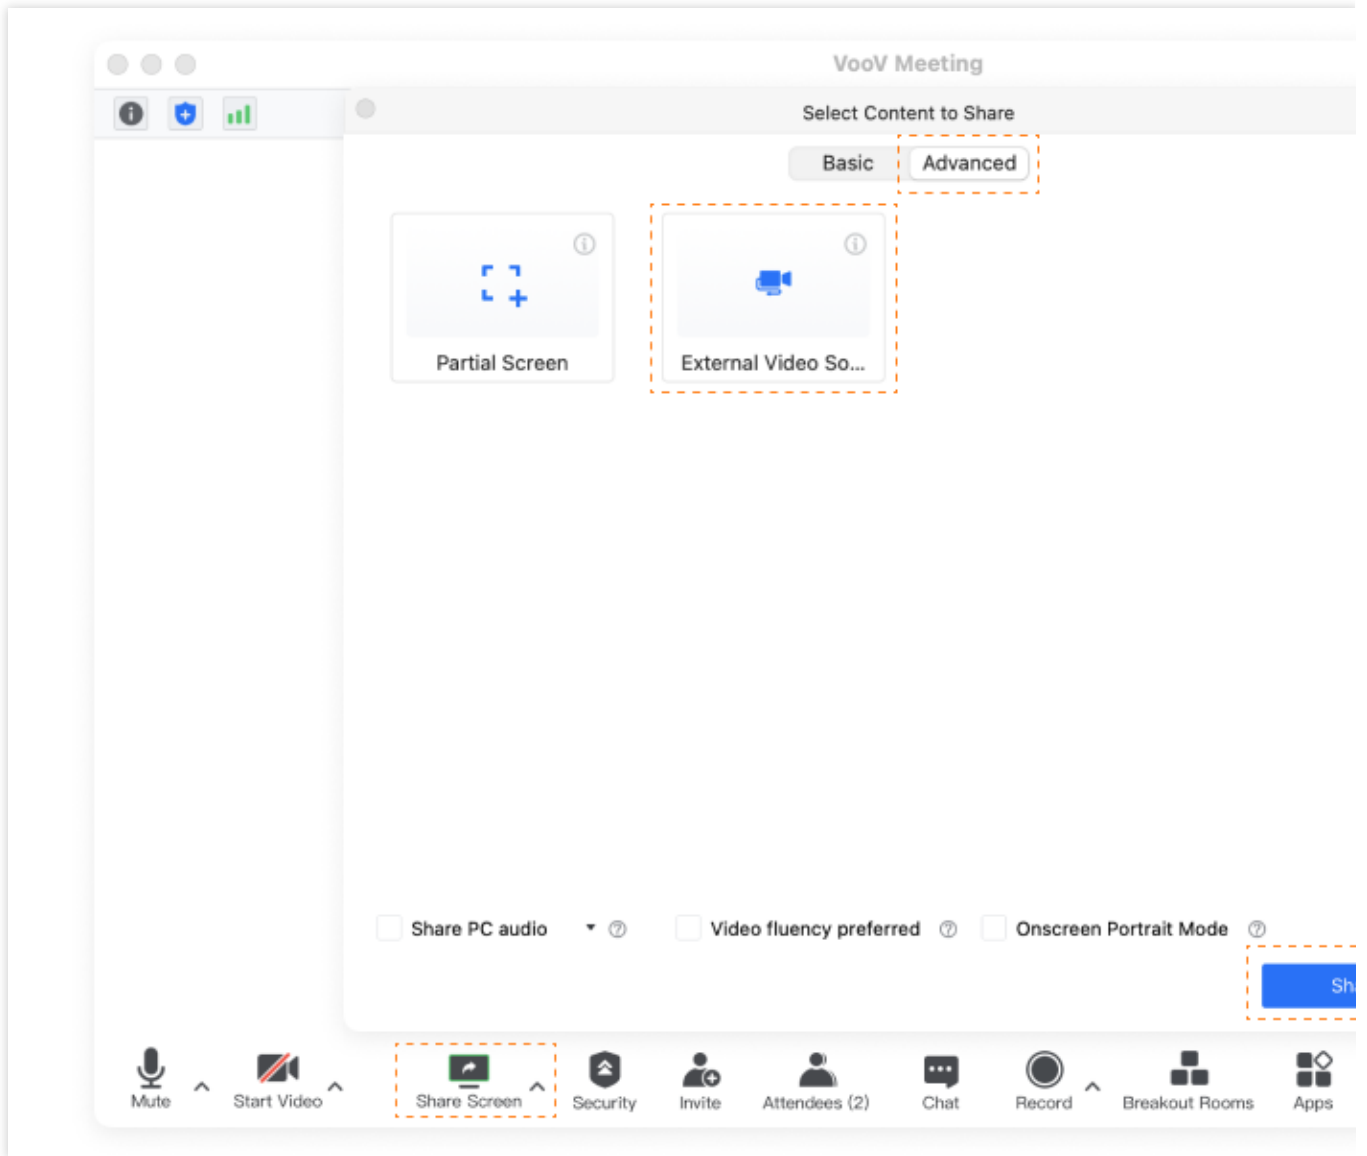 VooV Meeting
Select Content to Share
Basic Advanced
Partial Screen External Video So...
Share PC audio Video fluency preferred Onscreen Portrait Mode
Sha
Mute Start Video Share Screen Security Invite Attendees (2) Chat Record Breakout Rooms Apps